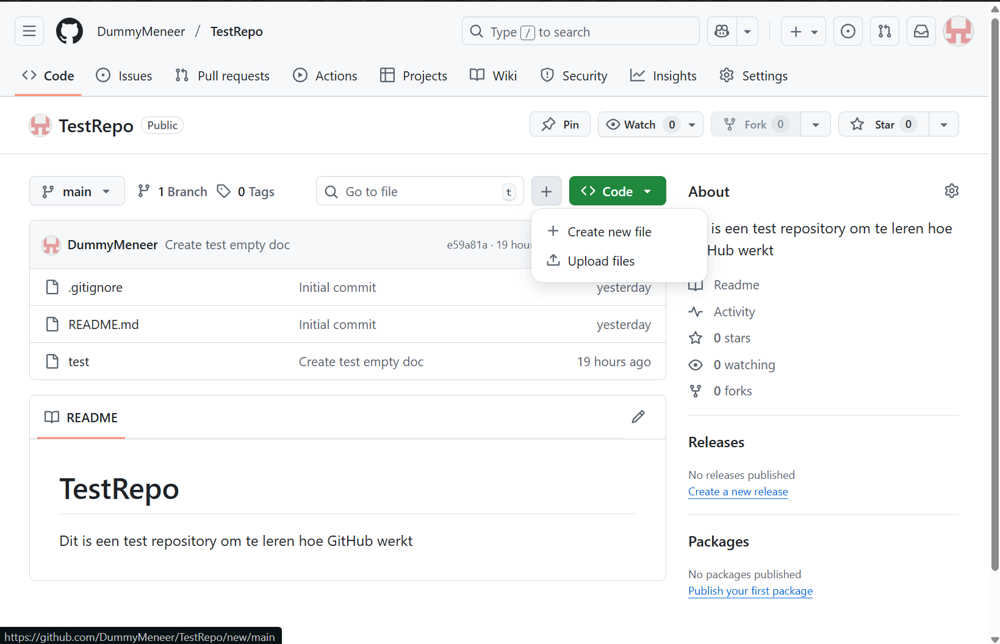 DummyMeneer / TestRepo
Type / to search
Code Issues Pull requests Actions Projects Wiki Security Insights Settings
TestRepo Public
Pin Watch 0 Fork 0 Star 0
main 1 Branch 0 Tags
Go to file t
+ Code
Create new file
Upload files
DummyMeneer Create test empty doc e59a81a · 19 hour
.gitignore Initial commit yesterday
README.md Initial commit yesterday
test Create test empty doc 19 hours ago
README
TestRepo
Dit is een test repository om te leren hoe GitHub werkt
About
is een test repository om te leren hoe
Hub werkt
Readme
Activity
0 stars
0 watching
0 forks
Releases
No releases published
Create a new release
Packages
No packages published
Publish your first package
https://github.com/DummyMeneer/TestRepo/new/main